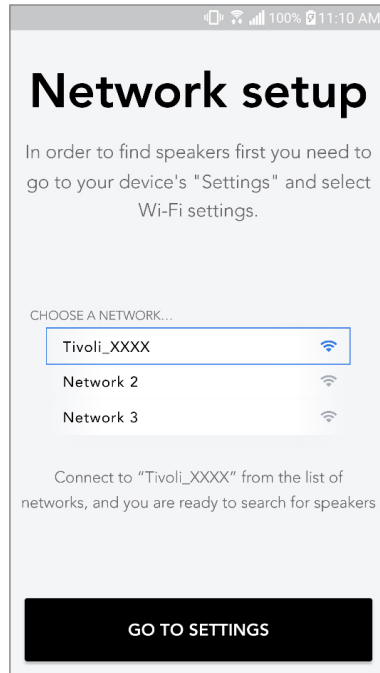 100% 11:10 AM
Network setup
In order to find speakers first you need to
go to your device's "Settings" and select
Wi-Fi settings.
CHOOSE A NETWORK...
Tivoli_XXXX
Network 2
Network 3
Connect to “Tivoli_XXXX” from the list of
networks, and you are ready to search for speakers
GO TO SETTINGS